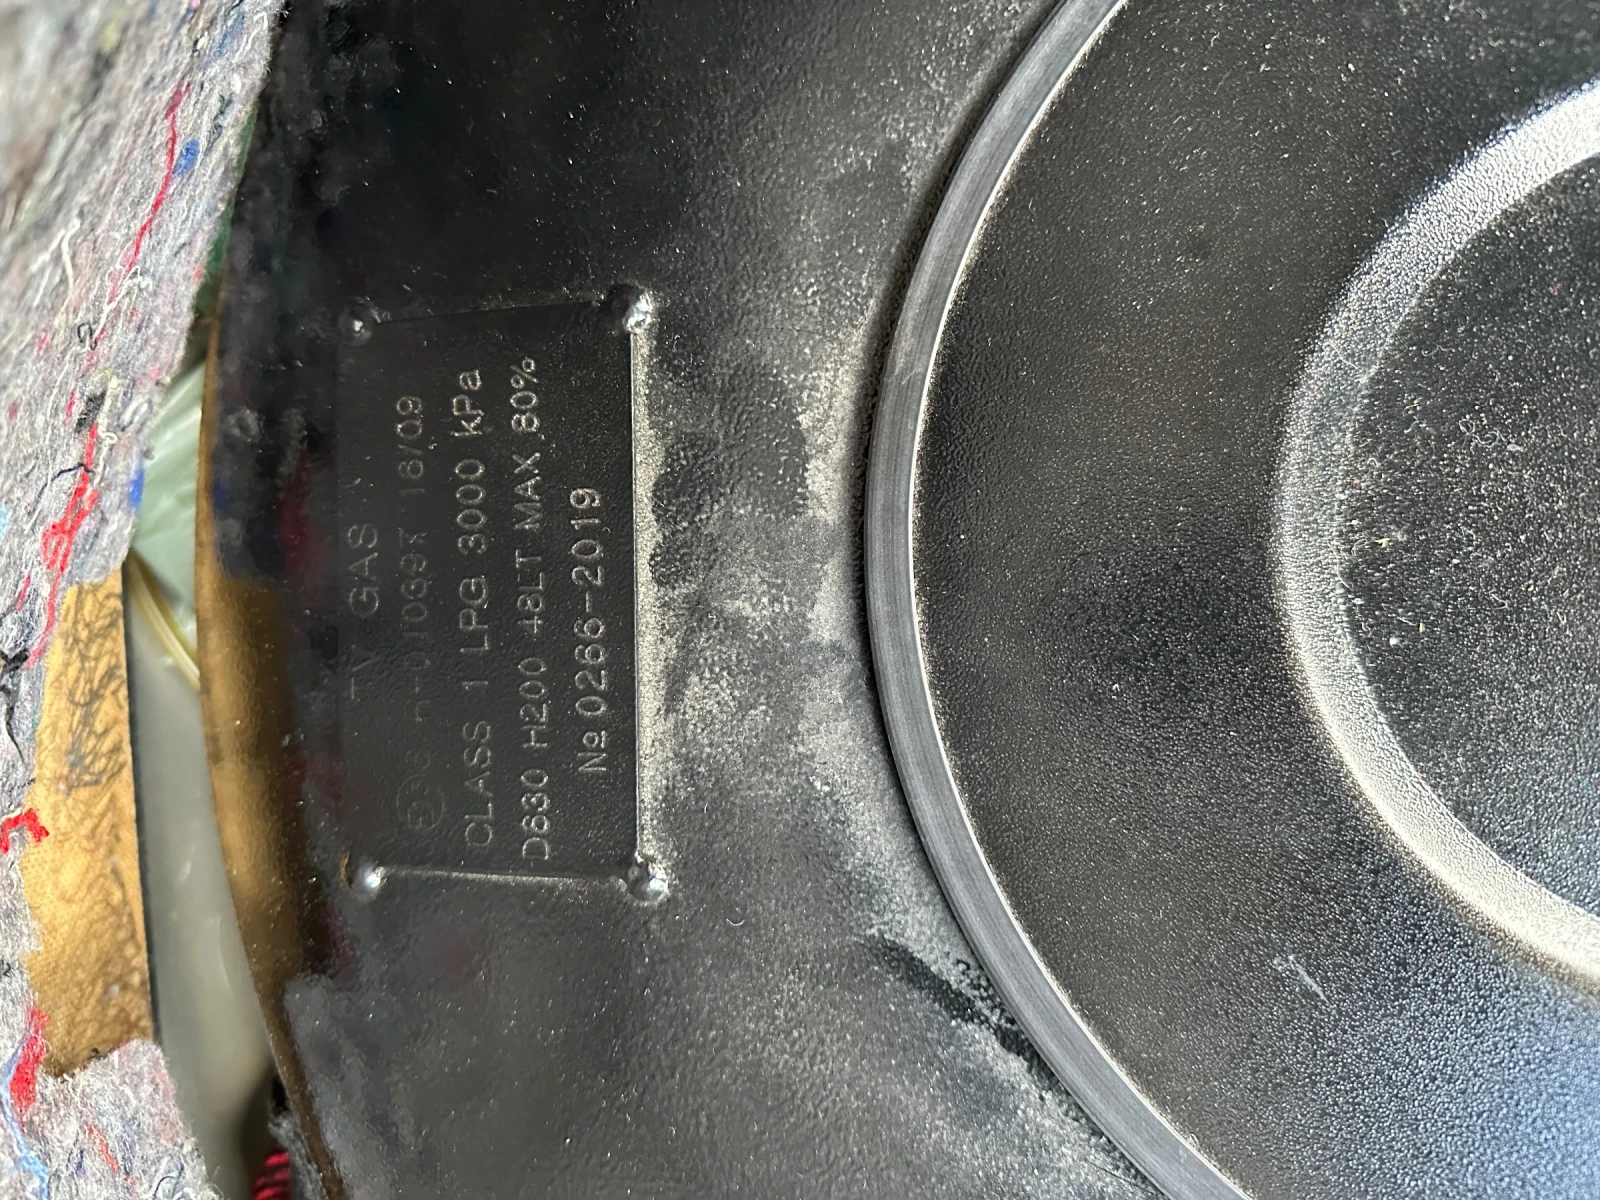 TV GAS
CLASS 1 LPG 3000 kPa
D630 H200 48LT MAX.80%
№ 0266-2019